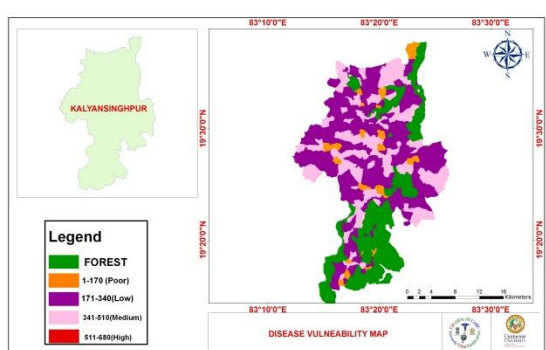 83°10'0"E 83°20'0"E 83°30'0"E
KALYANSINGHPUR
N
W E
S
19°30'0"N 19°30'0"N
19°20'0"N 19°20'0"N
Legend
FOREST
1-170 (Poor)
171-340(Low)
341-510(Medium)
511-680(High)
0 2 4 8 12 16
Kilometers
83°10'0"E 83°20'0"E 83°30'0"E
DISEASE VULNEABILITY MAP
Centurion
UNIVERSITY